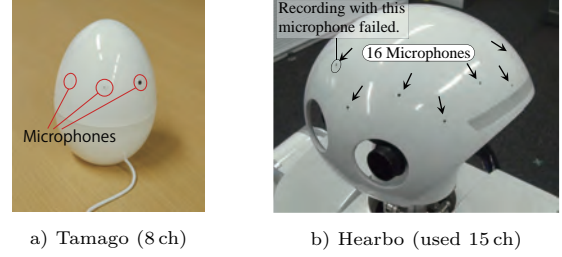 Microphones
a) Tamago (8 ch)
Recording with this
microphone failed.
16 Microphones
b) Hearbo (used 15 ch)